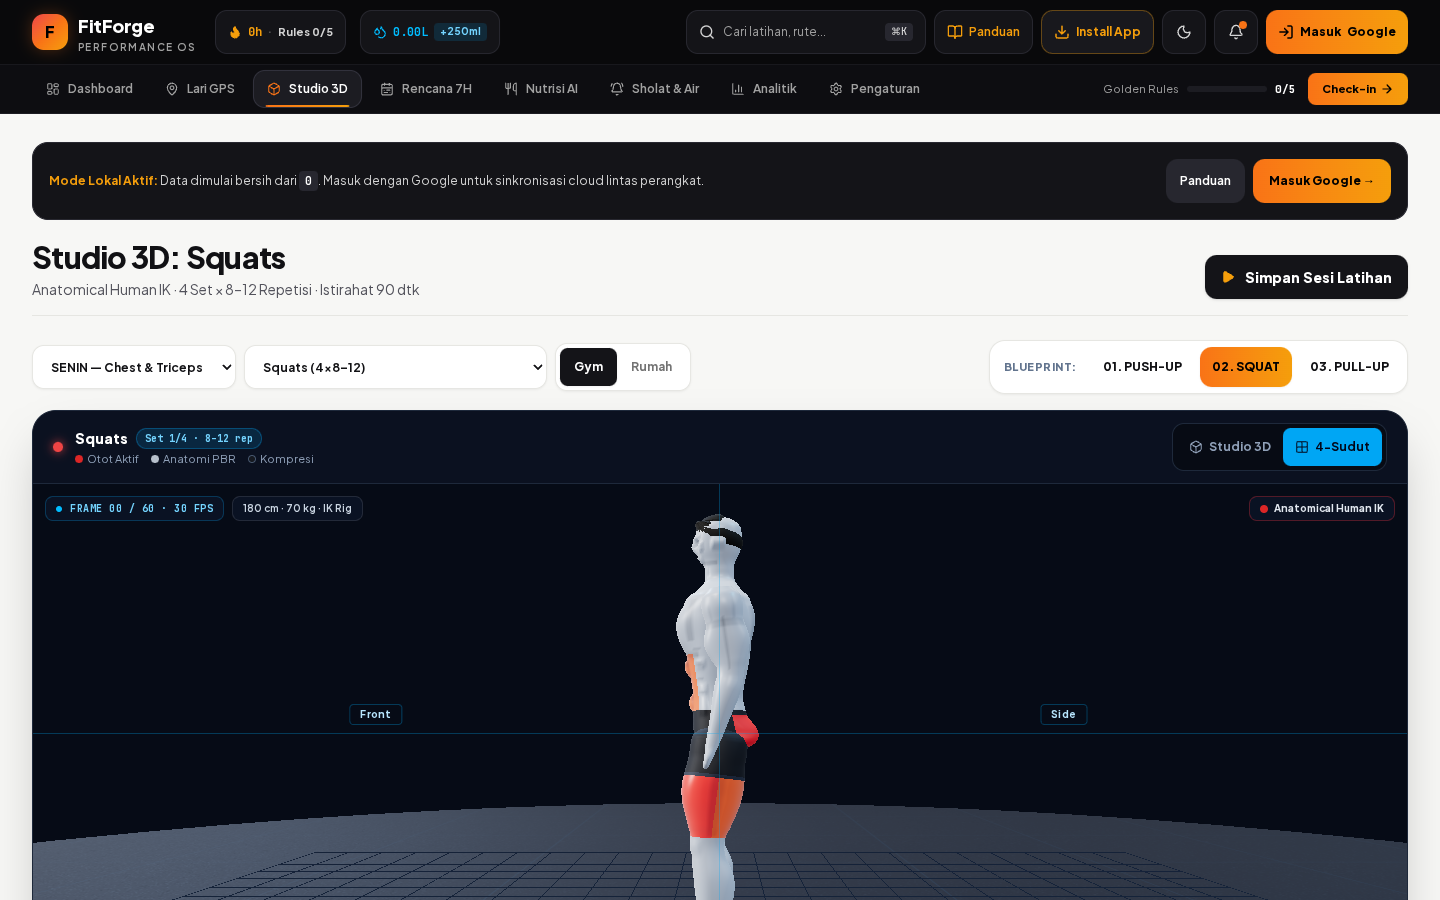 F
FitForge
PERFORMANCE OS
0h · Rules 0/5
0.00L +250ml
Cari latihan, rute... ⌘K
Panduan
Install App
Masuk Google
Dashboard
Lari GPS
Studio 3D
Rencana 7H
Nutrisi AI
Sholat & Air
Analitik
Pengaturan
Golden Rules 0/5
Check-in →
Mode Lokal Aktif: Data dimulai bersih dari 0. Masuk dengan Google untuk sinkronisasi cloud lintas perangkat.
Panduan
Masuk Google →
Studio 3D: Squats
Anatomical Human IK · 4 Set × 8–12 Repetisi · Istirahat 90 dtk
Simpan Sesi Latihan
SENIN — Chest & Triceps
Squats (4×8–12)
Gym
Rumah
BLUEPRINT:
01. PUSH-UP
02. SQUAT
03. PULL-UP
Squats
Set 1/4 · 8–12 rep
Otot Aktif
Anatomi PBR
Kompresi
Studio 3D
4-Sudut
FRAME 00 / 60 · 30 FPS
180 cm · 70 kg · IK Rig
Anatomical Human IK
Front
Side